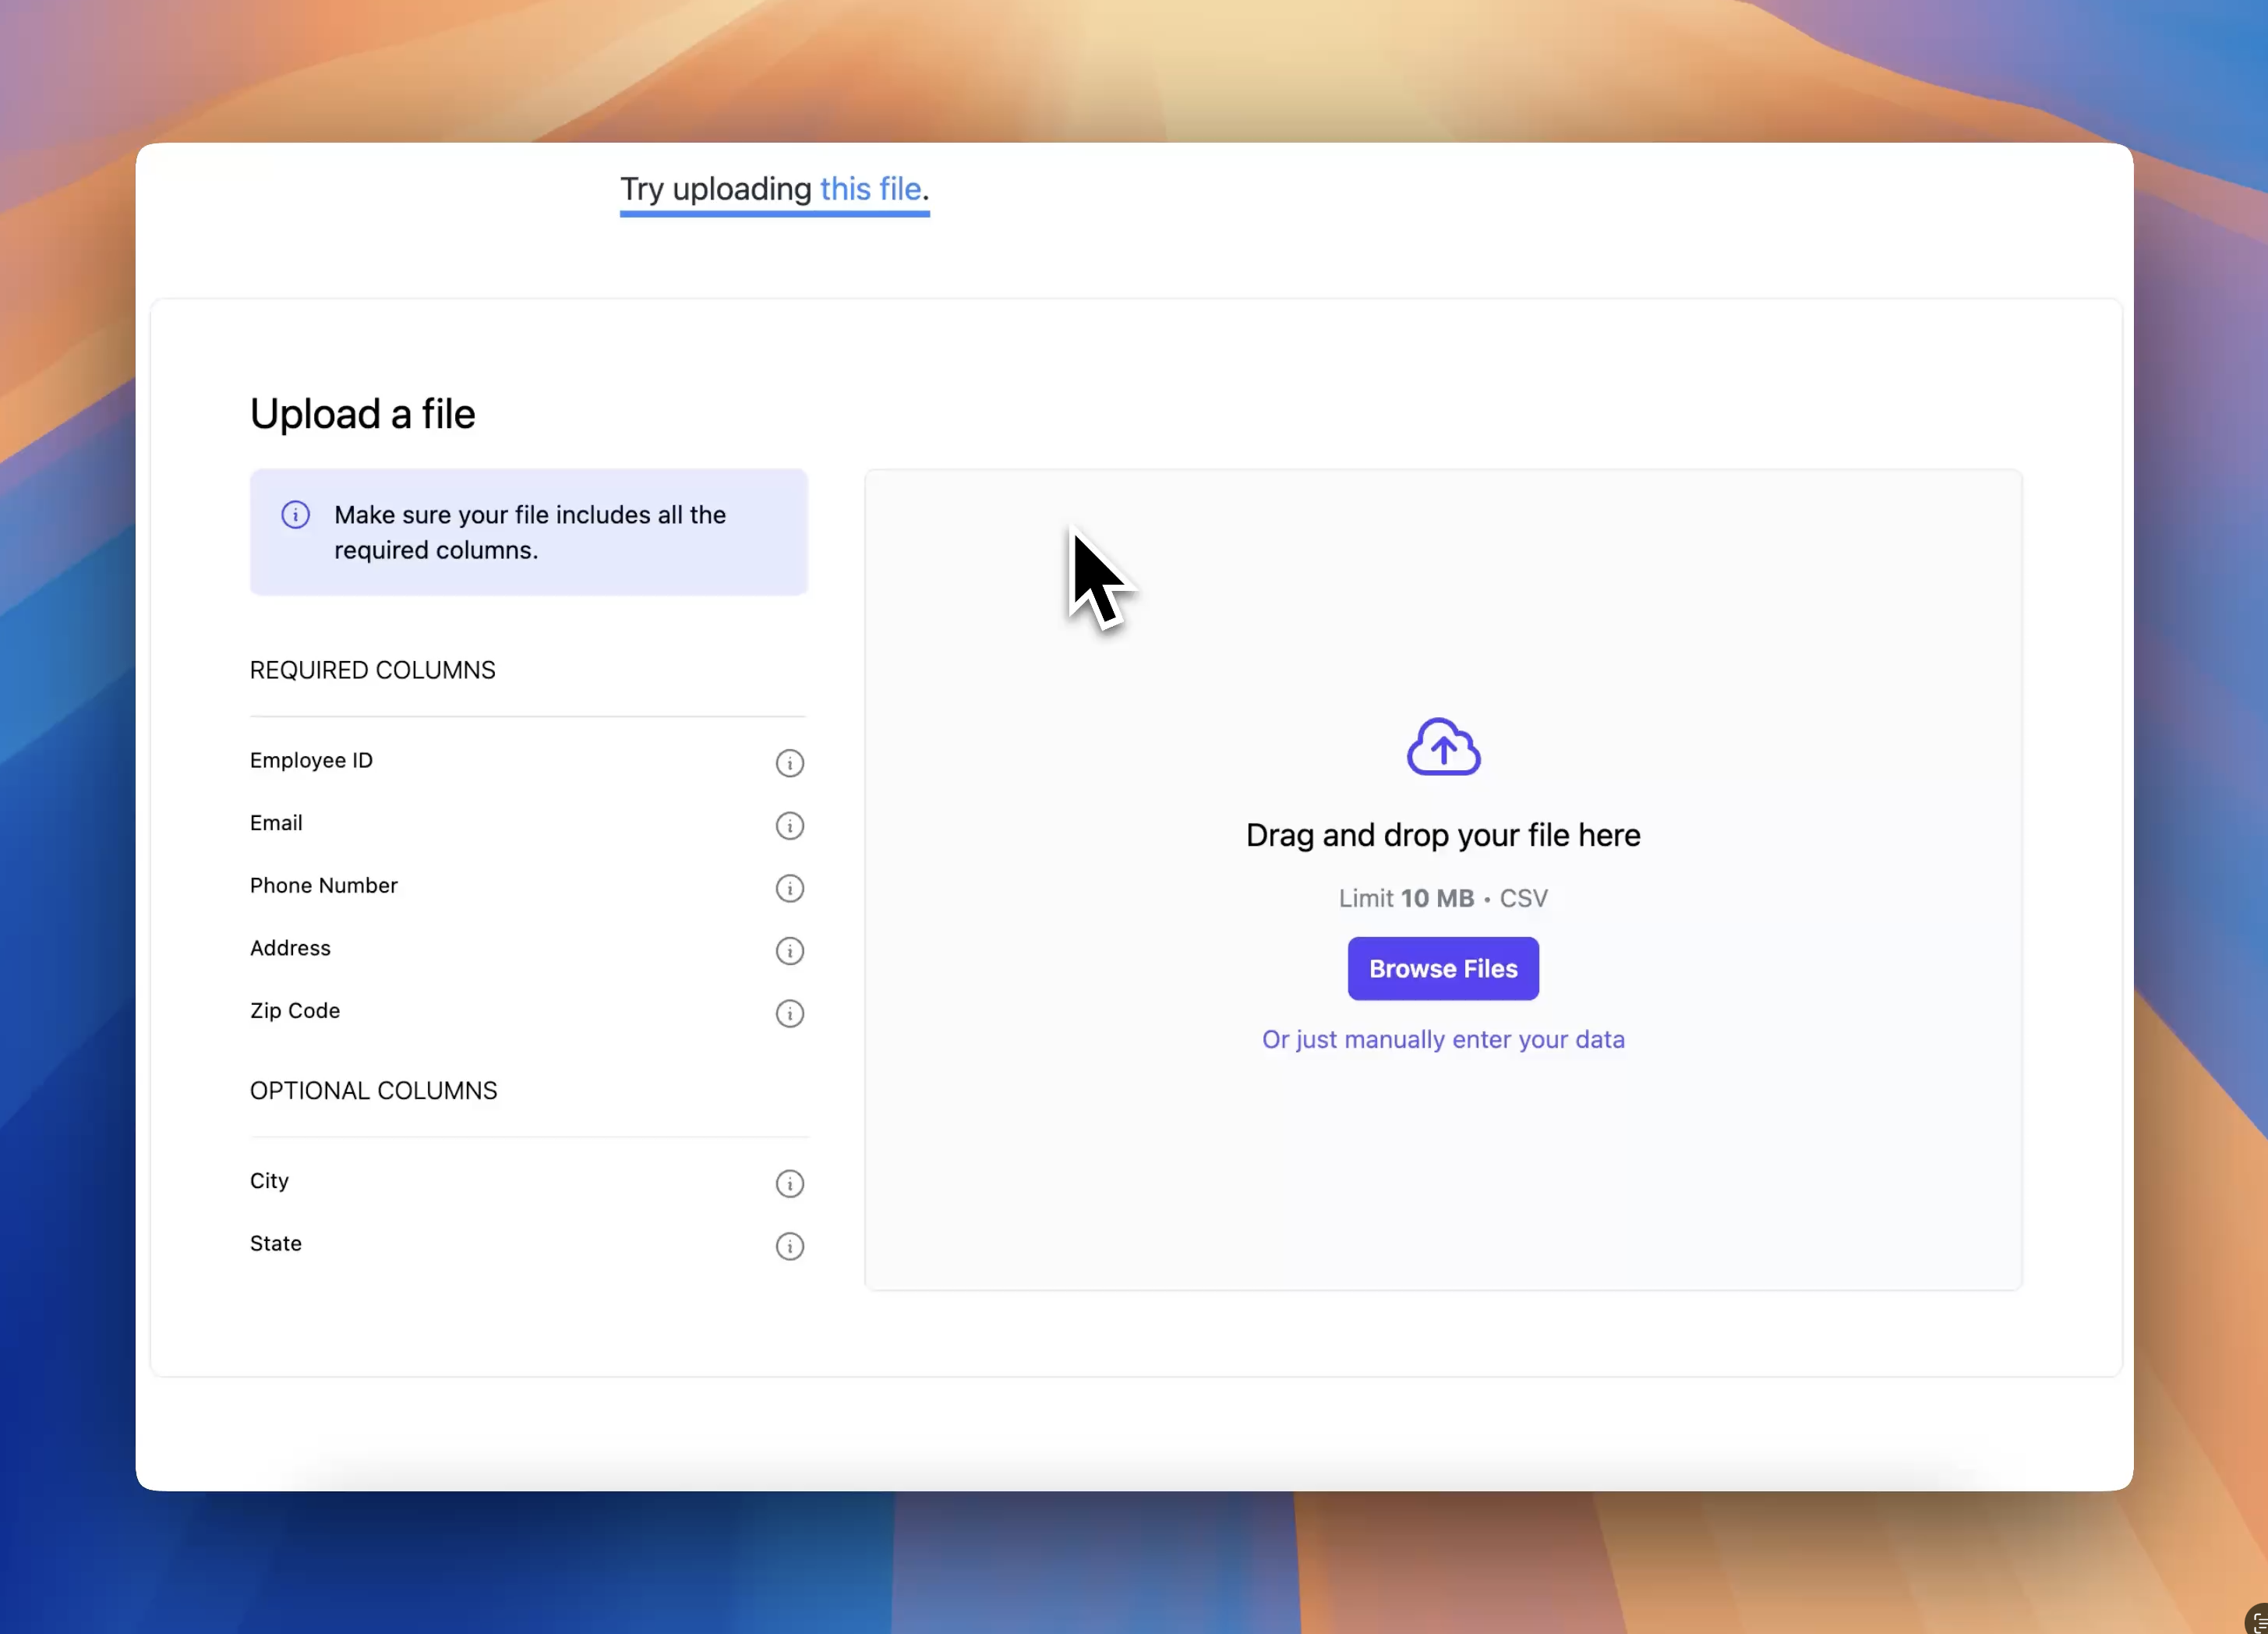 Try uploading this file.
Upload a file
Make sure your file includes all the
required columns.
REQUIRED COLUMNS
Employee ID
Email
Phone Number
Address
Zip Code
OPTIONAL COLUMNS
City
State
Drag and drop your file here
Limit 10 MB • CSV
Browse Files
Or just manually enter your data